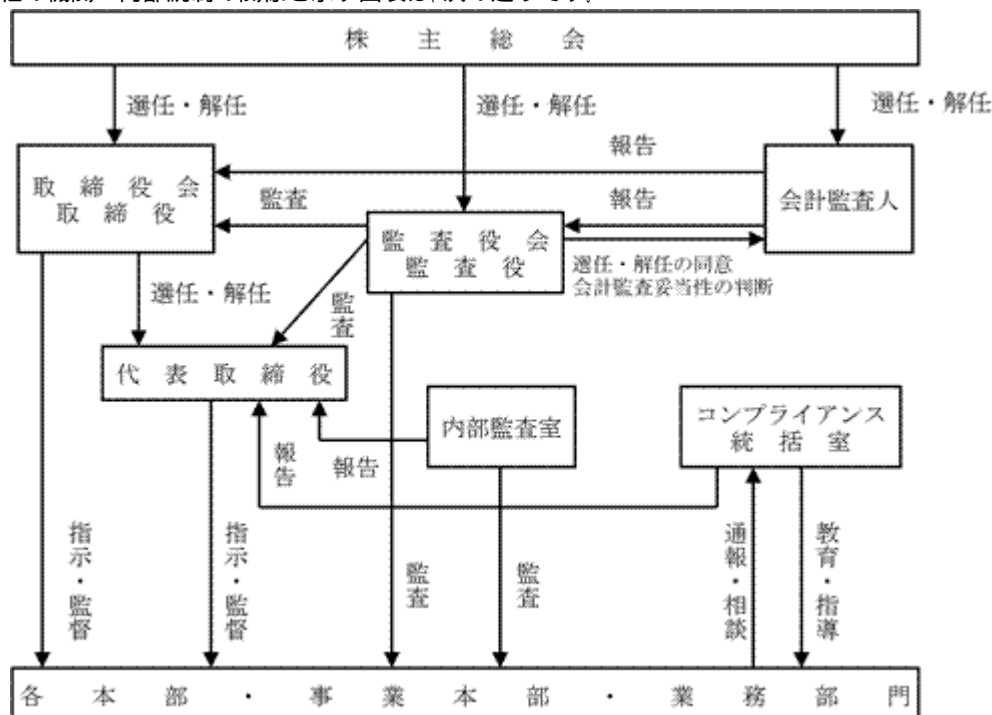 株主総会
選任・解任
選任・解任
選任・解任
報告
取締役会
取締役
監査
報告
会計監査人
監査役会
監査役
選任・解任の同意
会計監査妥当性の判断
選任・解任
監査
代表取締役
内部監査室
コンプライアンス
統括室
報告
報告
指示・監督
指示・監督
監査
監査
通報・相談
教育・指導
各本部・事業本部・業務部門